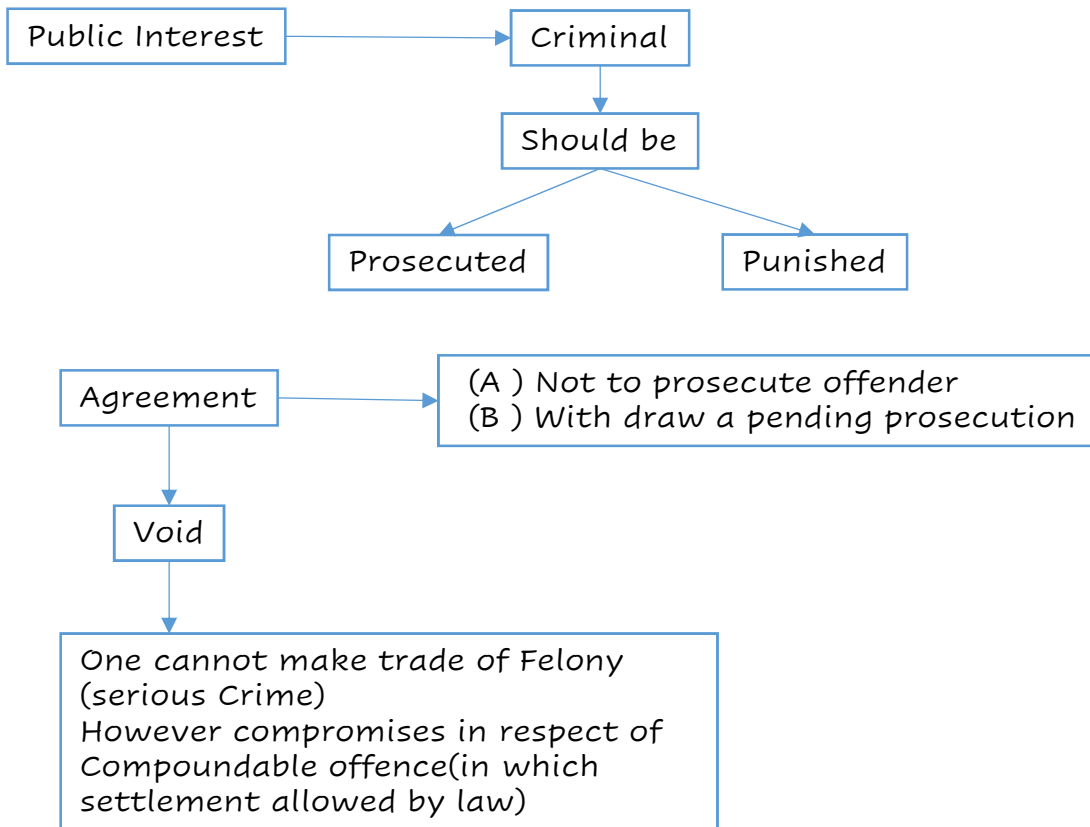 Public Interest
Criminal
Should be
Prosecuted
Punished
Agreement
(A ) Not to prosecute offender
(B ) With draw a pending prosecution
Void
One cannot make trade of Felony
(serious Crime)
However compromises in respect of
Compoundable offence(in which
settlement allowed by law)